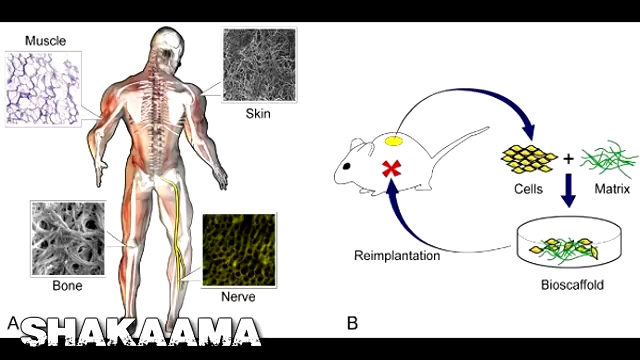 Muscle
Skin
Bone
Nerve
A
SHAKAAMA
Cells
+
Matrix
Reimplantation
Bioscaffold
B